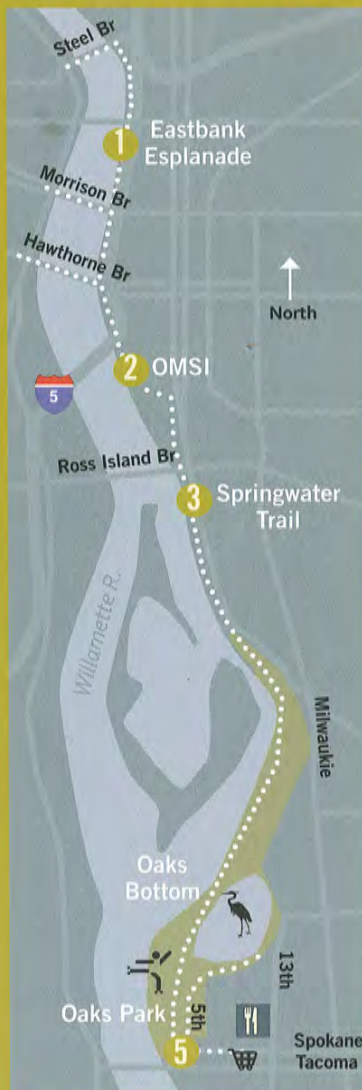 Steel Br
1
Eastbank
Esplanade
Morrison Br
Hawthorne Br
North
2
OMSI
5
Ross Island Br
3
Springwater
Trail
Willamette R.
Milwaukie
Oaks
Bottom
13th
5th
Oaks Park
5
Spokane
Tacoma